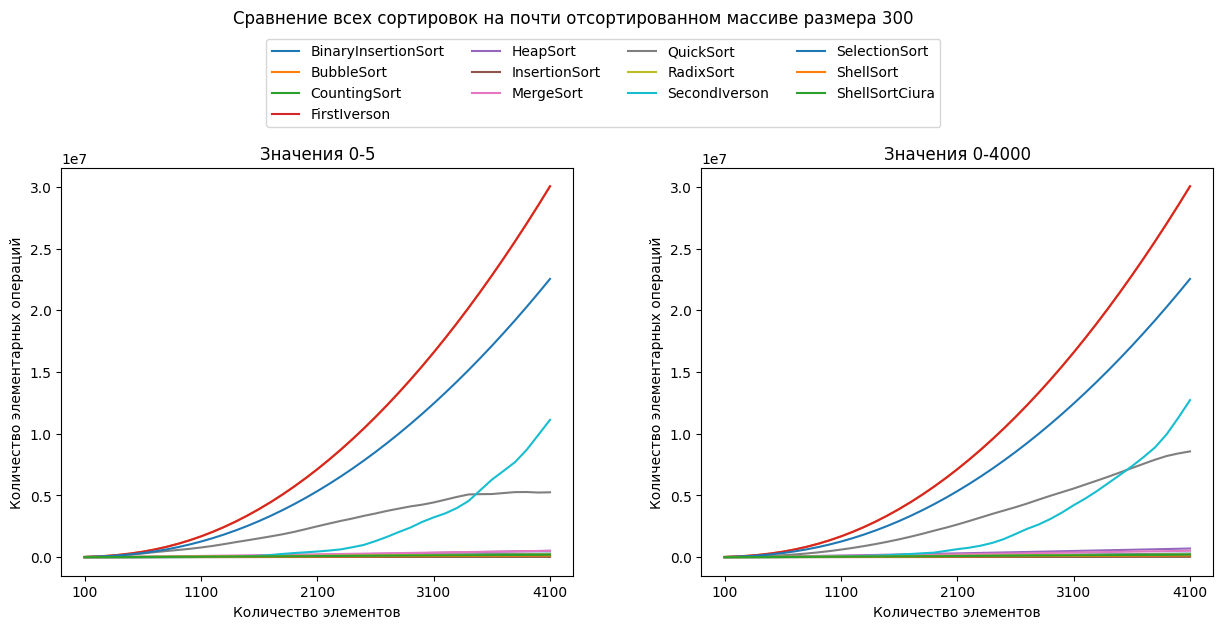 Сравнение всех сортировок на почти отсортированном массиве размера 300
BinaryInsertionSort
BubbleSort
CountingSort
FirstIverson
HeapSort
InsertionSort
MergeSort
QuickSort
RadixSort
SecondIverson
SelectionSort
ShellSort
ShellSortCiura
Значения 0-5
1e7
3.0
2.5
2.0
1.5
1.0
0.5
0.0
100 1100 2100 3100 4100
Количество элементарных операций
Количество элементов
Значения 0-4000
1e7
3.0
2.5
2.0
1.5
1.0
0.5
0.0
100 1100 2100 3100 4100
Количество элементарных операций
Количество элементов